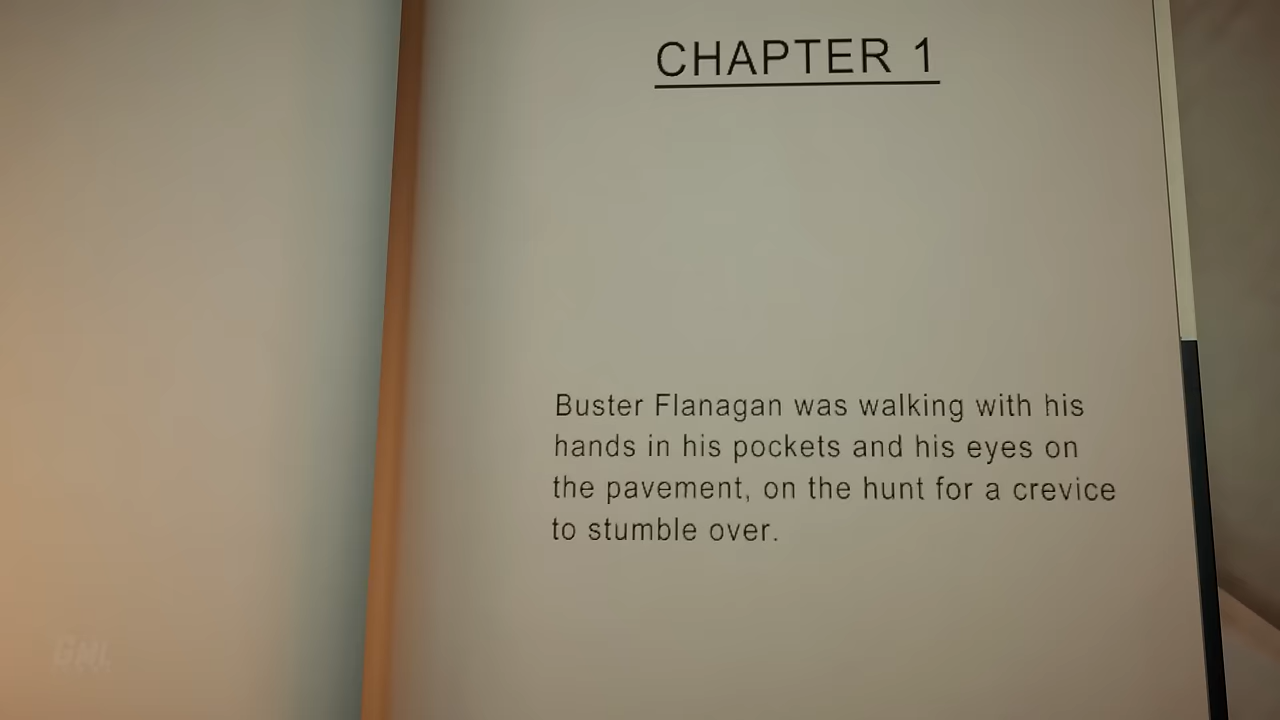 CHAPTER 1
Buster Flanagan was walking with his
hands in his pockets and his eyes on
the pavement, on the hunt for a crevice
to stumble over.